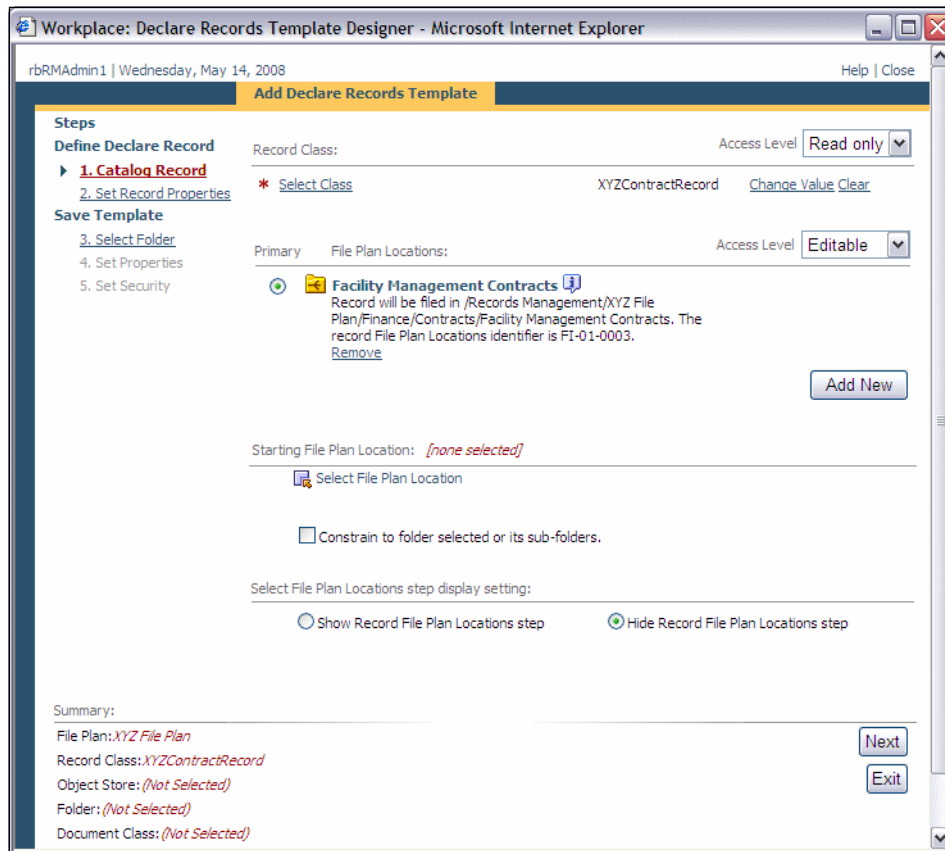 Workplace: Declare Records Template Designer - Microsoft Internet Explorer
rbRMAdmin1 | Wednesday, May 14, 2008
Help | Close
Add Declare Records Template
Steps
Define Declare Record
1. Catalog Record
2. Set Record Properties
Save Template
3. Select Folder
4. Set Properties
5. Set Security
Record Class:
Access Level Read only
* Select Class XYZContractRecord Change Value Clear
Primary File Plan Locations:
Access Level Editable
Facility Management Contracts
Record will be filed in /Records Management/XYZ File
Plan/Finance/Contracts/Facility Management Contracts. The
record File Plan Locations identifier is FI-01-0003.
Remove
Add New
Starting File Plan Location: [none selected]
Select File Plan Location
Constrain to folder selected or its sub-folders.
Select File Plan Locations step display setting:
Show Record File Plan Locations step
Hide Record File Plan Locations step
Summary:
File Plan:XYZ File Plan
Record Class:XYZContractRecord
Object Store:(Not Selected)
Folder:(Not Selected)
Document Class:(Not Selected)
Next
Exit